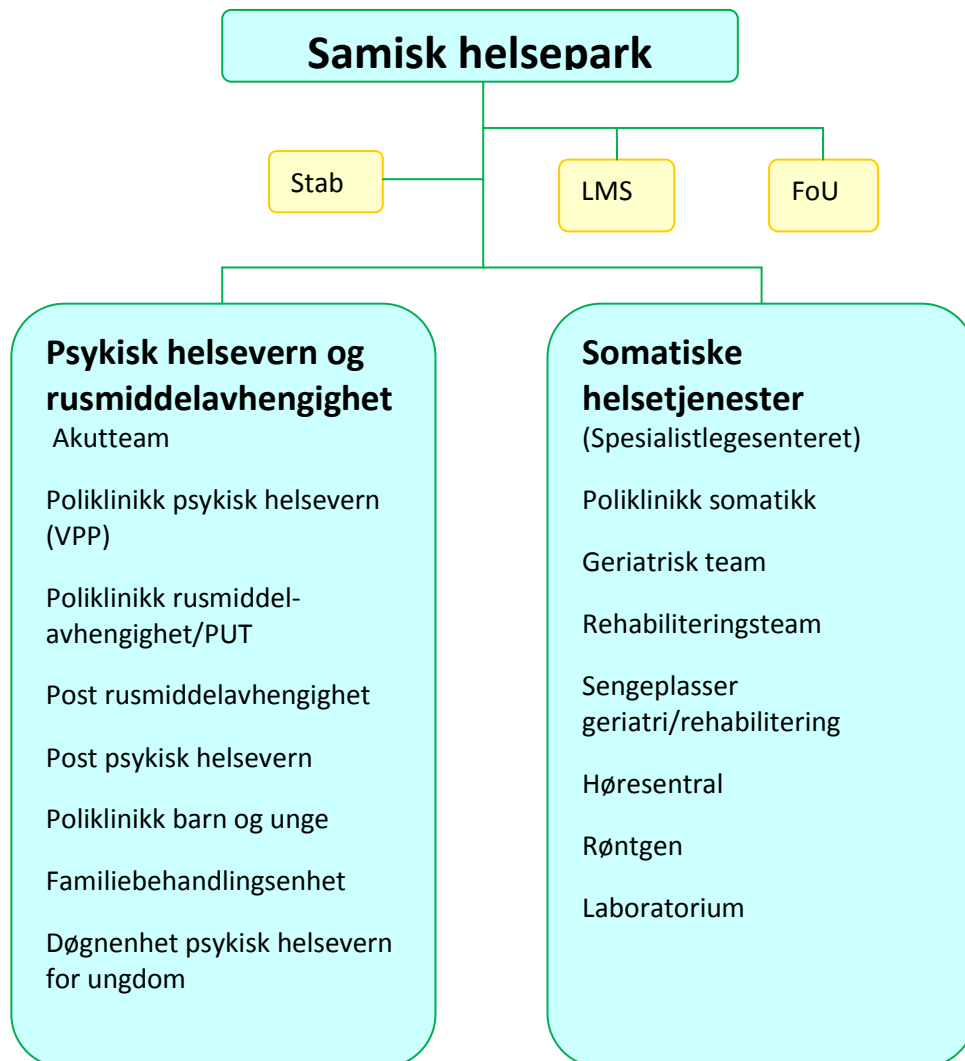 Samisk helsepark
Stab
LMS
FoU
Psykisk helsevern og
rusmiddelavhengighet
Akutteam
Poliklinikk psykisk helsevern
(VPP)
Poliklinikk rusmiddel-
avhengighet/PUT
Post rusmiddelavhengighet
Post psykisk helsevern
Poliklinikk barn og unge
Familiebehandlingsenhet
Døgnenhet psykisk helsevern
for ungdom
Somatiske
helsetjenester
(Spesialistlegesenteret)
Poliklinikk somatikk
Geriatrisk team
Rehabiliteringsteam
Sengeplasser
geriatri/rehabilitering
Høresentral
Røntgen
Laboratorium